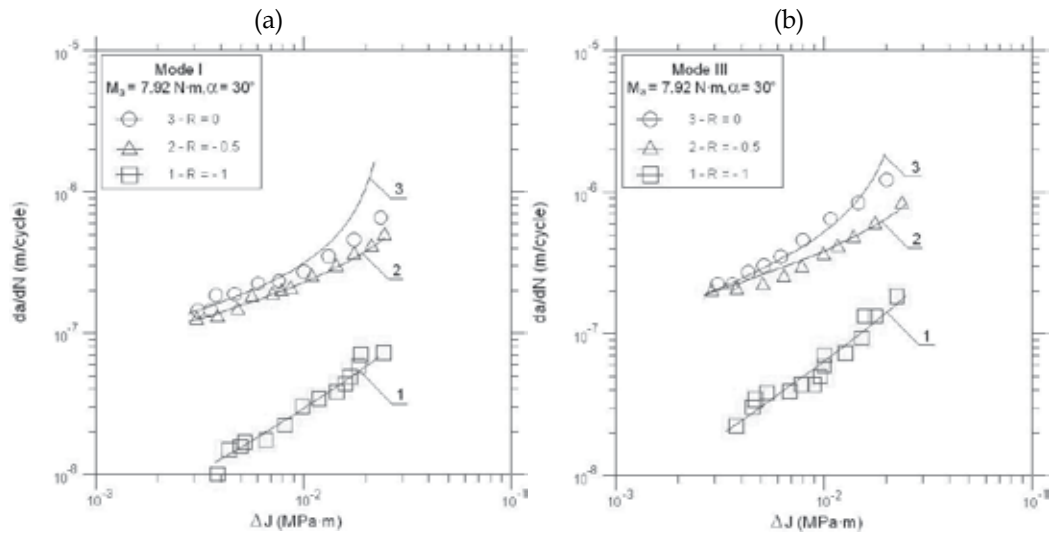 (a)
10⁻⁵
Mode I
Mₐ = 7.92 N·m, α = 30°
3 - R = 0
2 - R = - 0.5
1 - R = - 1
3
10⁻⁶
2
10⁻⁷
1
10⁻⁸
da/dN (m/cycle)
10⁻³
10⁻²
10⁻¹
ΔJ (MPa·m)
(b)
10⁻⁵
Mode III
Mₐ = 7.92 N·m, α = 30°
3 - R = 0
2 - R = - 0.5
1 - R = - 1
3
10⁻⁶
2
10⁻⁷
1
10⁻⁸
da/dN (m/cycle)
10⁻³
10⁻²
10⁻¹
ΔJ (MPa·m)